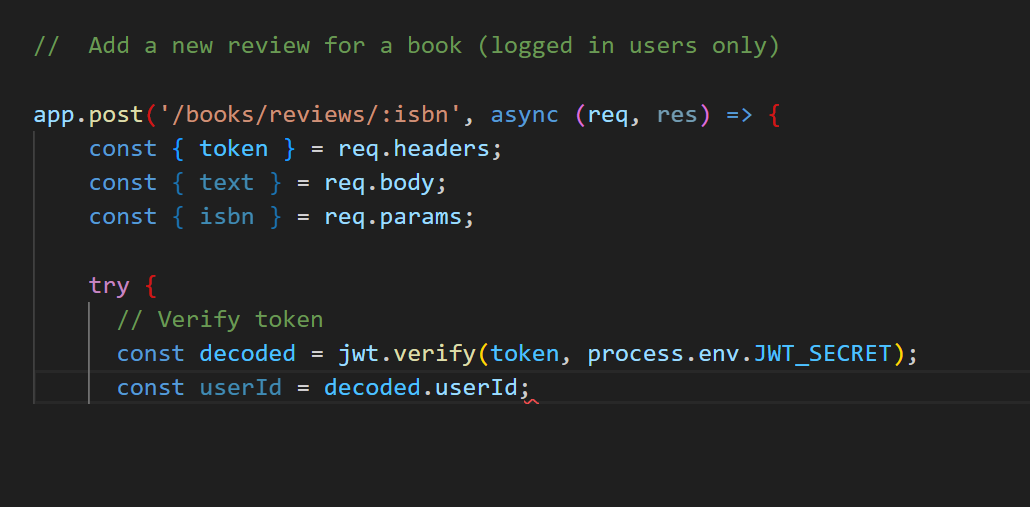 //  Add a new review for a book (logged in users only)
app.post('/books/reviews/:isbn', async (req, res) => {
const { token } = req.headers;
const { text } = req.body;
const { isbn } = req.params;
try {
// Verify token
const decoded = jwt.verify(token, process.env.JWT_SECRET);
const userId = decoded.userId;